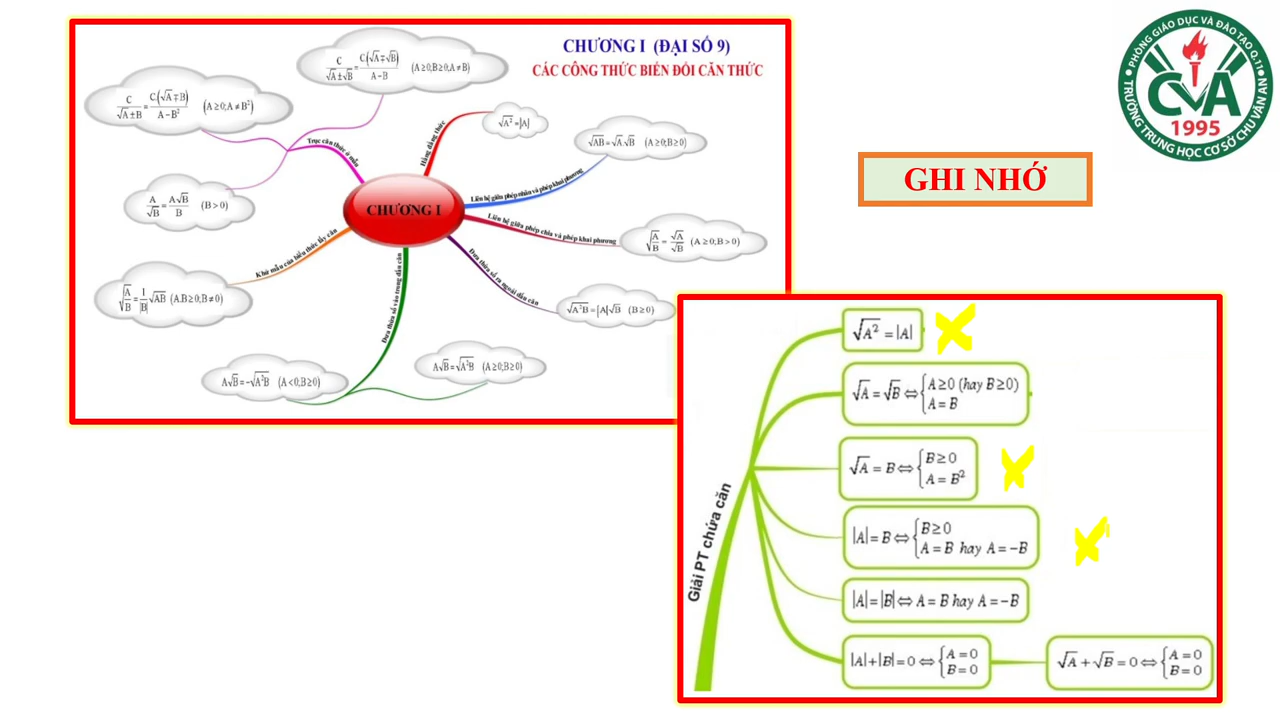 CHƯƠNG I (ĐẠI SỐ 9)
CÁC CÔNG THỨC BIẾN ĐỔI CĂN THỨC
C/(√A±√B) = C.(√A∓√B)/(A−B) (A≥0;B≥0,A≠B)
C/(√A±B) = C.(√A∓B)/(A−B²) (A≥0;A≠B²)
Trục căn thức ở mẫu
A/√B = A√B/B (B>0)
Hằng đẳng thức
√A² = |A|
√AB = √A.√B (A≥0;B≥0)
Liên hệ giữa phép nhân và phép khai phương
CHƯƠNG I
Liên hệ giữa phép chia và phép khai phương
√(A/B) = √A/√B (A≥0;B>0)
Khử mẫu của biểu thức lấy căn
√(A/B) = 1/|B| √AB (A.B≥0;B≠0)
Đưa thừa số ra ngoài dấu căn
√A²B = |A|√B (B≥0)
Đưa thừa số vào trong dấu căn
A√B = −√A²B (A<0;B≥0)
A√B = √A²B (A≥0;B≥0)
PHÒNG GIÁO DỤC VÀ ĐÀO TẠO Q.11
CVA
1995
TRƯỜNG TRUNG HỌC CƠ SỞ CHU VĂN AN
GHI NHỚ
Giải PT chứa căn
√A² = |A|
√A = √B ⇔ { A≥0 (hay B≥0)
A = B
√A = B ⇔ { B≥0
A = B²
|A| = B ⇔ { B≥0
A = B hay A = −B
|A| = |B| ⇔ A = B hay A = −B
|A|+|B| = 0 ⇔ { A = 0
B = 0
√A + √B = 0 ⇔ { A = 0
B = 0